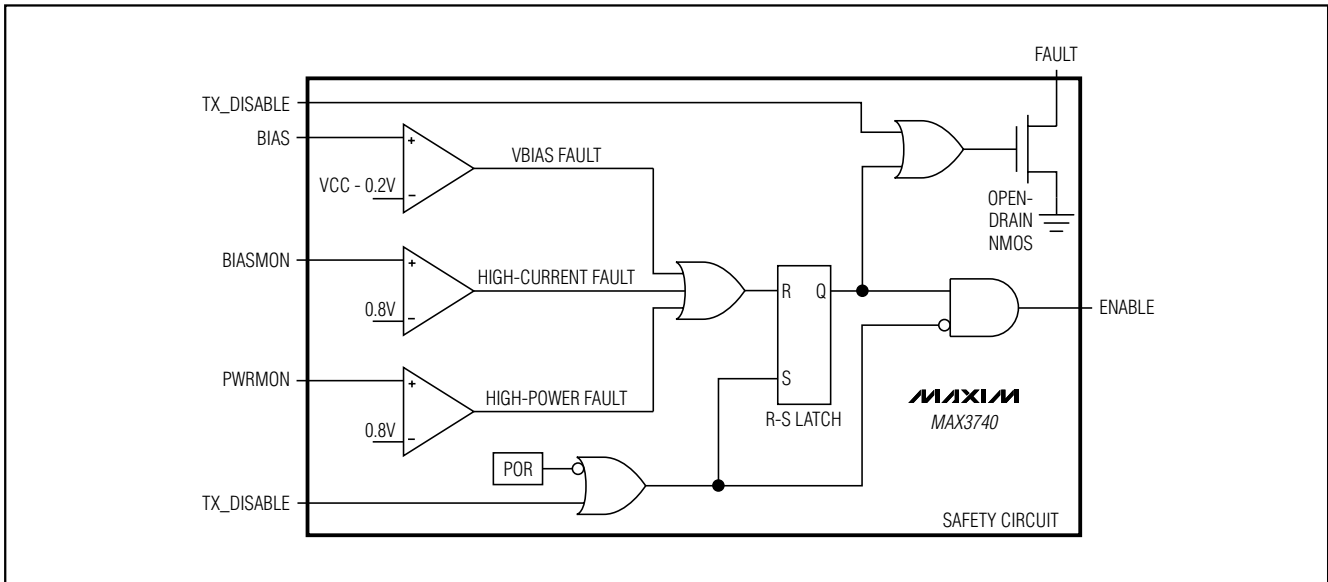 FAULT
TX_DISABLE
BIAS
+
VBIAS FAULT
VCC - 0.2V
–
OPEN-
DRAIN
NMOS
BIASMON
+
HIGH-CURRENT FAULT
R Q
0.8V
–
ENABLE
PWRMON
+
S
HIGH-POWER FAULT
R-S LATCH
MAXIM
MAX3740
0.8V
–
POR
TX_DISABLE
SAFETY CIRCUIT